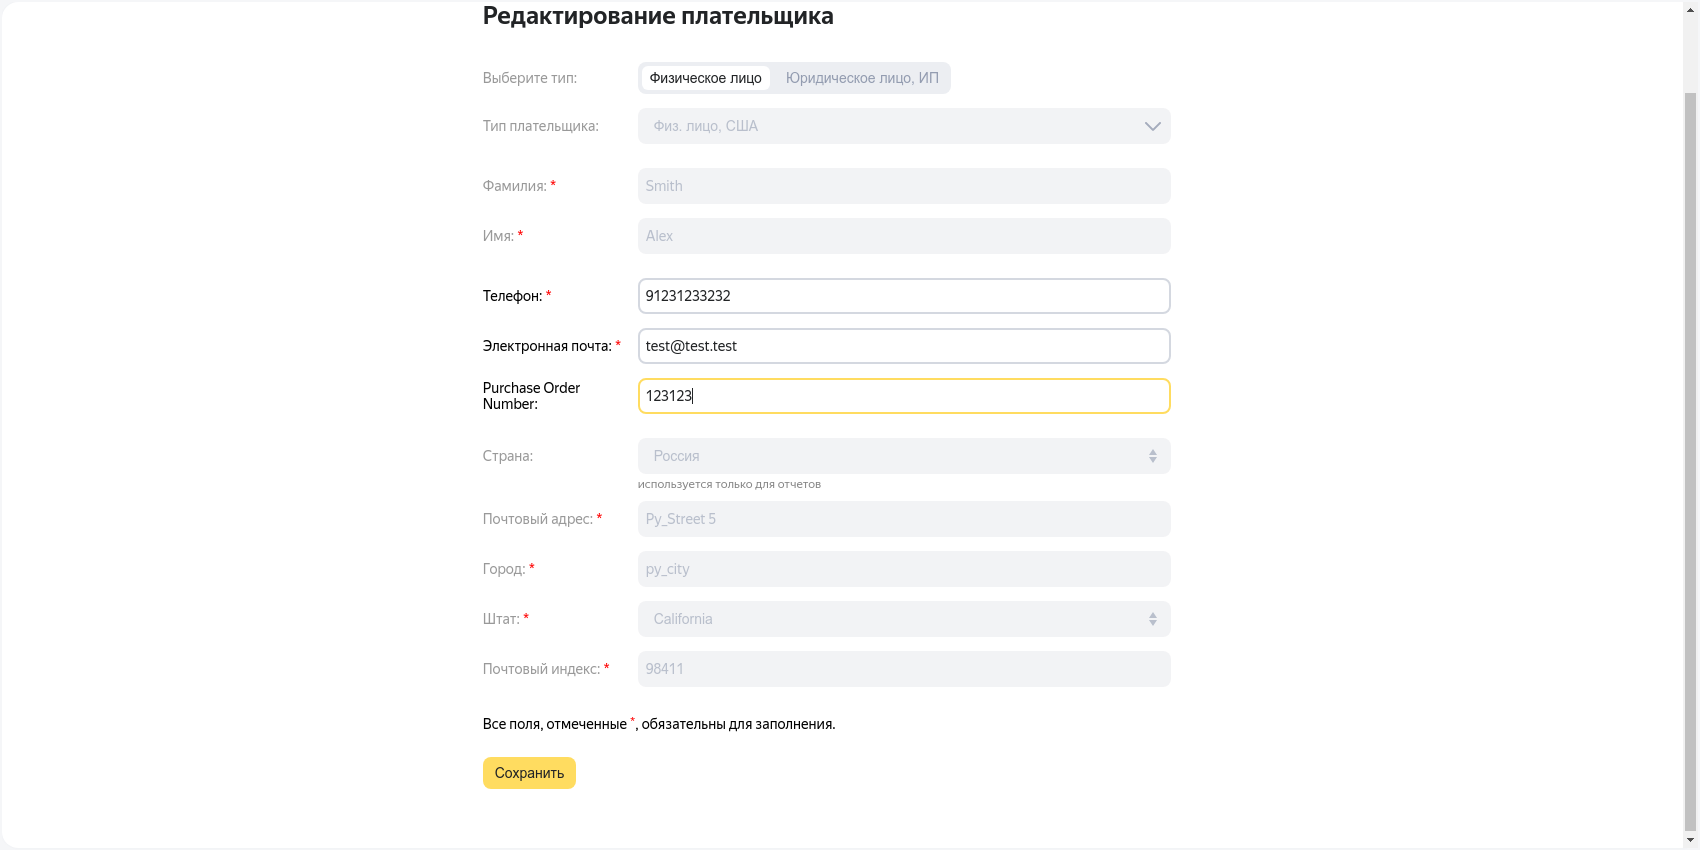 Редактирование плательщика
Выберите тип: Физическое лицо Юридическое лицо, ИП
Тип плательщика: Физ. лицо, США
Фамилия: * Smith
Имя: * Alex
Телефон: * 91231233232
Электронная почта: * test@test.test
Purchase Order
Number: 123123
Страна: Россия
используется только для отчетов
Почтовый адрес: * Py_Street 5
Город: * py_city
Штат: * California
Почтовый индекс: * 98411
Все поля, отмеченные *, обязательны для заполнения.
Сохранить